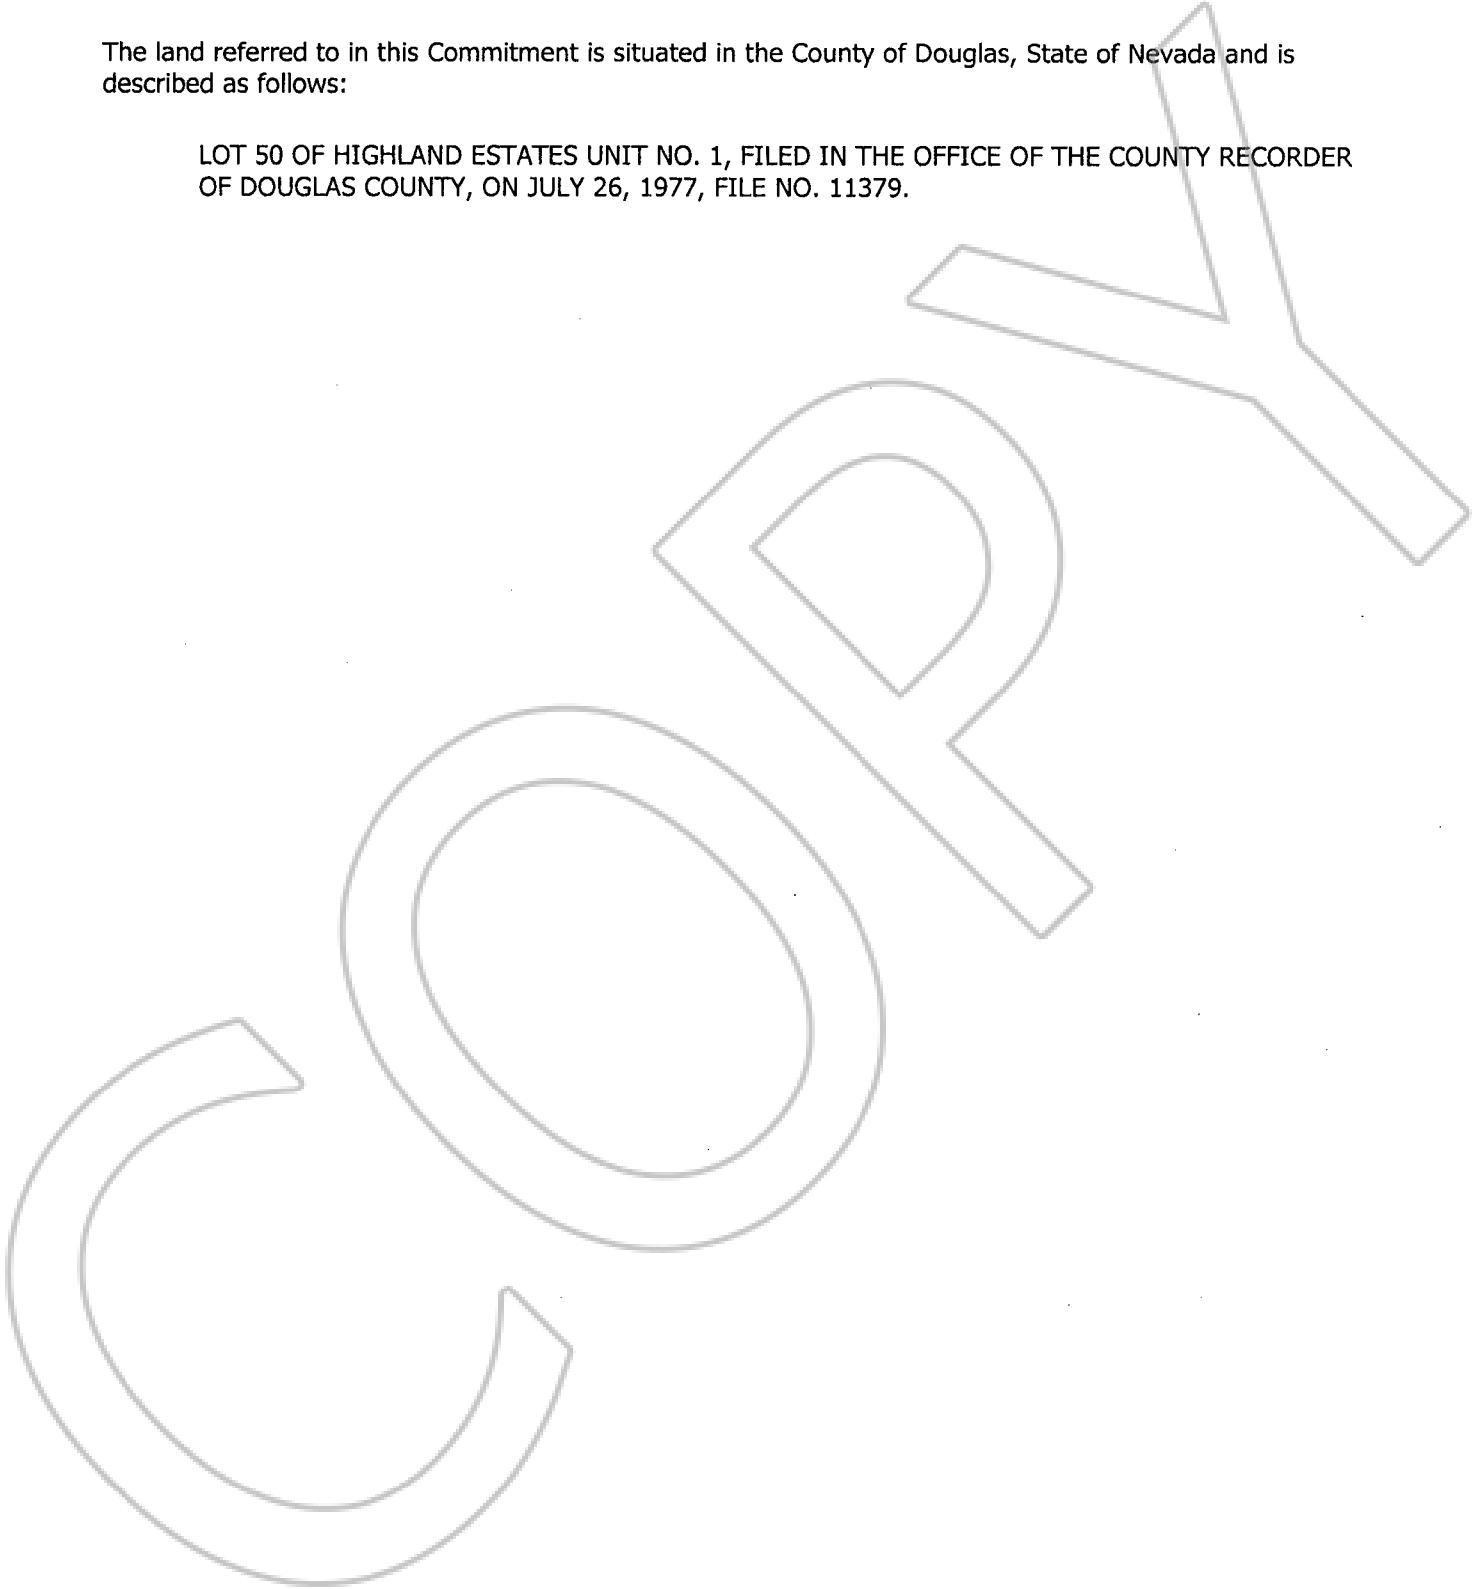 The land referred to in this Commitment is situated in the County of Douglas, State of Nevada and is
described as follows:
LOT 50 OF HIGHLAND ESTATES UNIT NO. 1, FILED IN THE OFFICE OF THE COUNTY RECORDER
OF DOUGLAS COUNTY, ON JULY 26, 1977, FILE NO. 11379.
COPY